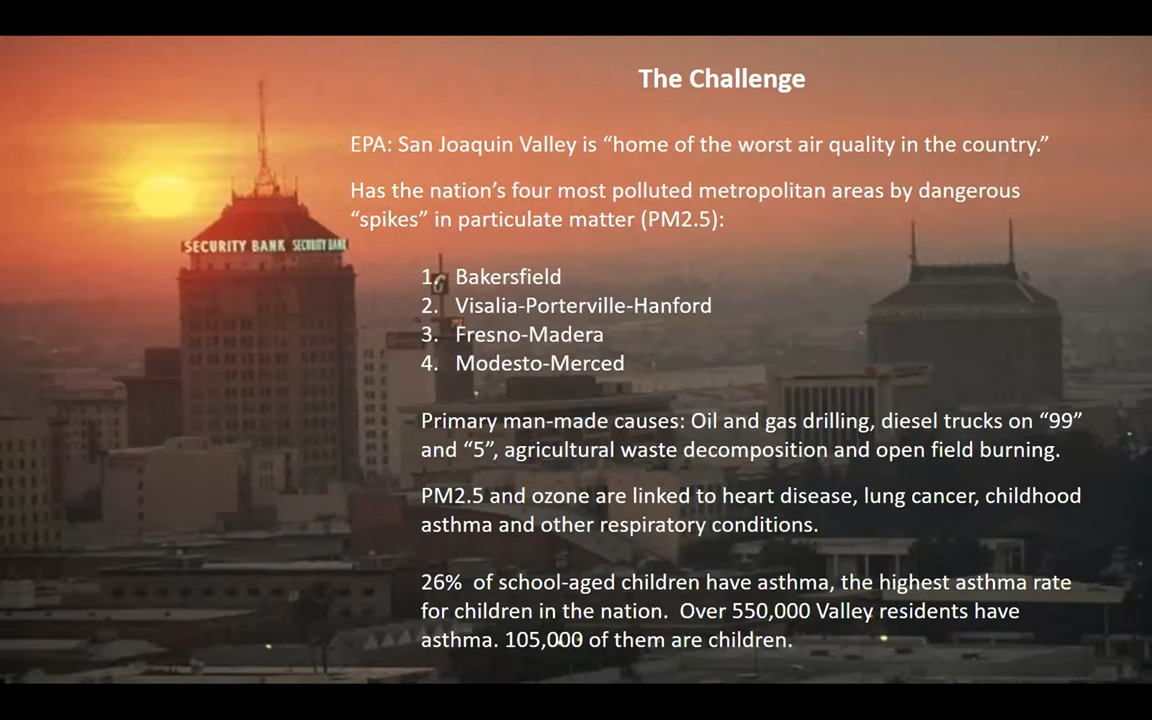 The Challenge
EPA: San Joaquin Valley is “home of the worst air quality in the country.”
Has the nation’s four most polluted metropolitan areas by dangerous
“spikes” in particulate matter (PM2.5):
SECURITY BANK SECURITY BANK
1. Bakersfield
2. Visalia-Porterville-Hanford
3. Fresno-Madera
4. Modesto-Merced
Primary man-made causes: Oil and gas drilling, diesel trucks on “99”
and “5”, agricultural waste decomposition and open field burning.
PM2.5 and ozone are linked to heart disease, lung cancer, childhood
asthma and other respiratory conditions.
26% of school-aged children have asthma, the highest asthma rate
for children in the nation. Over 550,000 Valley residents have
asthma. 105,000 of them are children.